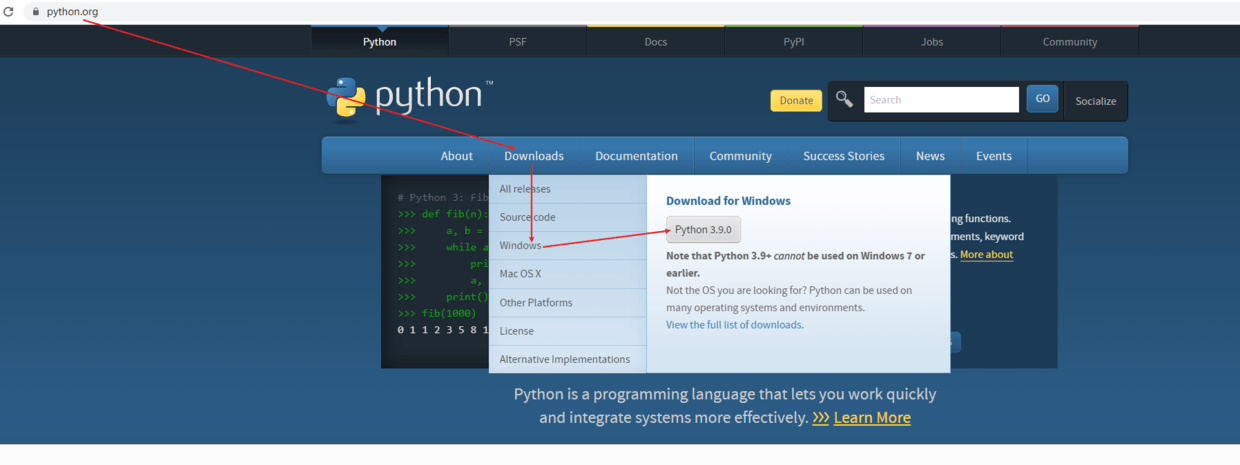 python.org
Python
PSF
Docs
PyPI
Jobs
Community
python™
Donate
Search
GO
Socialize
About
Downloads
Documentation
Community
Success Stories
News
Events
# Python 3: Fib
>>> def fib(n):
>>> a, b =
>>> while a
>>> pri
>>> a,
>>> print()
>>> fib(1000)
0 1 1 2 3 5 8 1
All releases
Source code
Windows
Mac OS X
Other Platforms
License
Alternative Implementations
Download for Windows
Python 3.9.0
Note that Python 3.9+ cannot be used on Windows 7 or
earlier.
Not the OS you are looking for? Python can be used on
many operating systems and environments.
View the full list of downloads.
ng functions.
ments, keyword
s. More about
Python is a programming language that lets you work quickly
and integrate systems more effectively. >>> Learn More